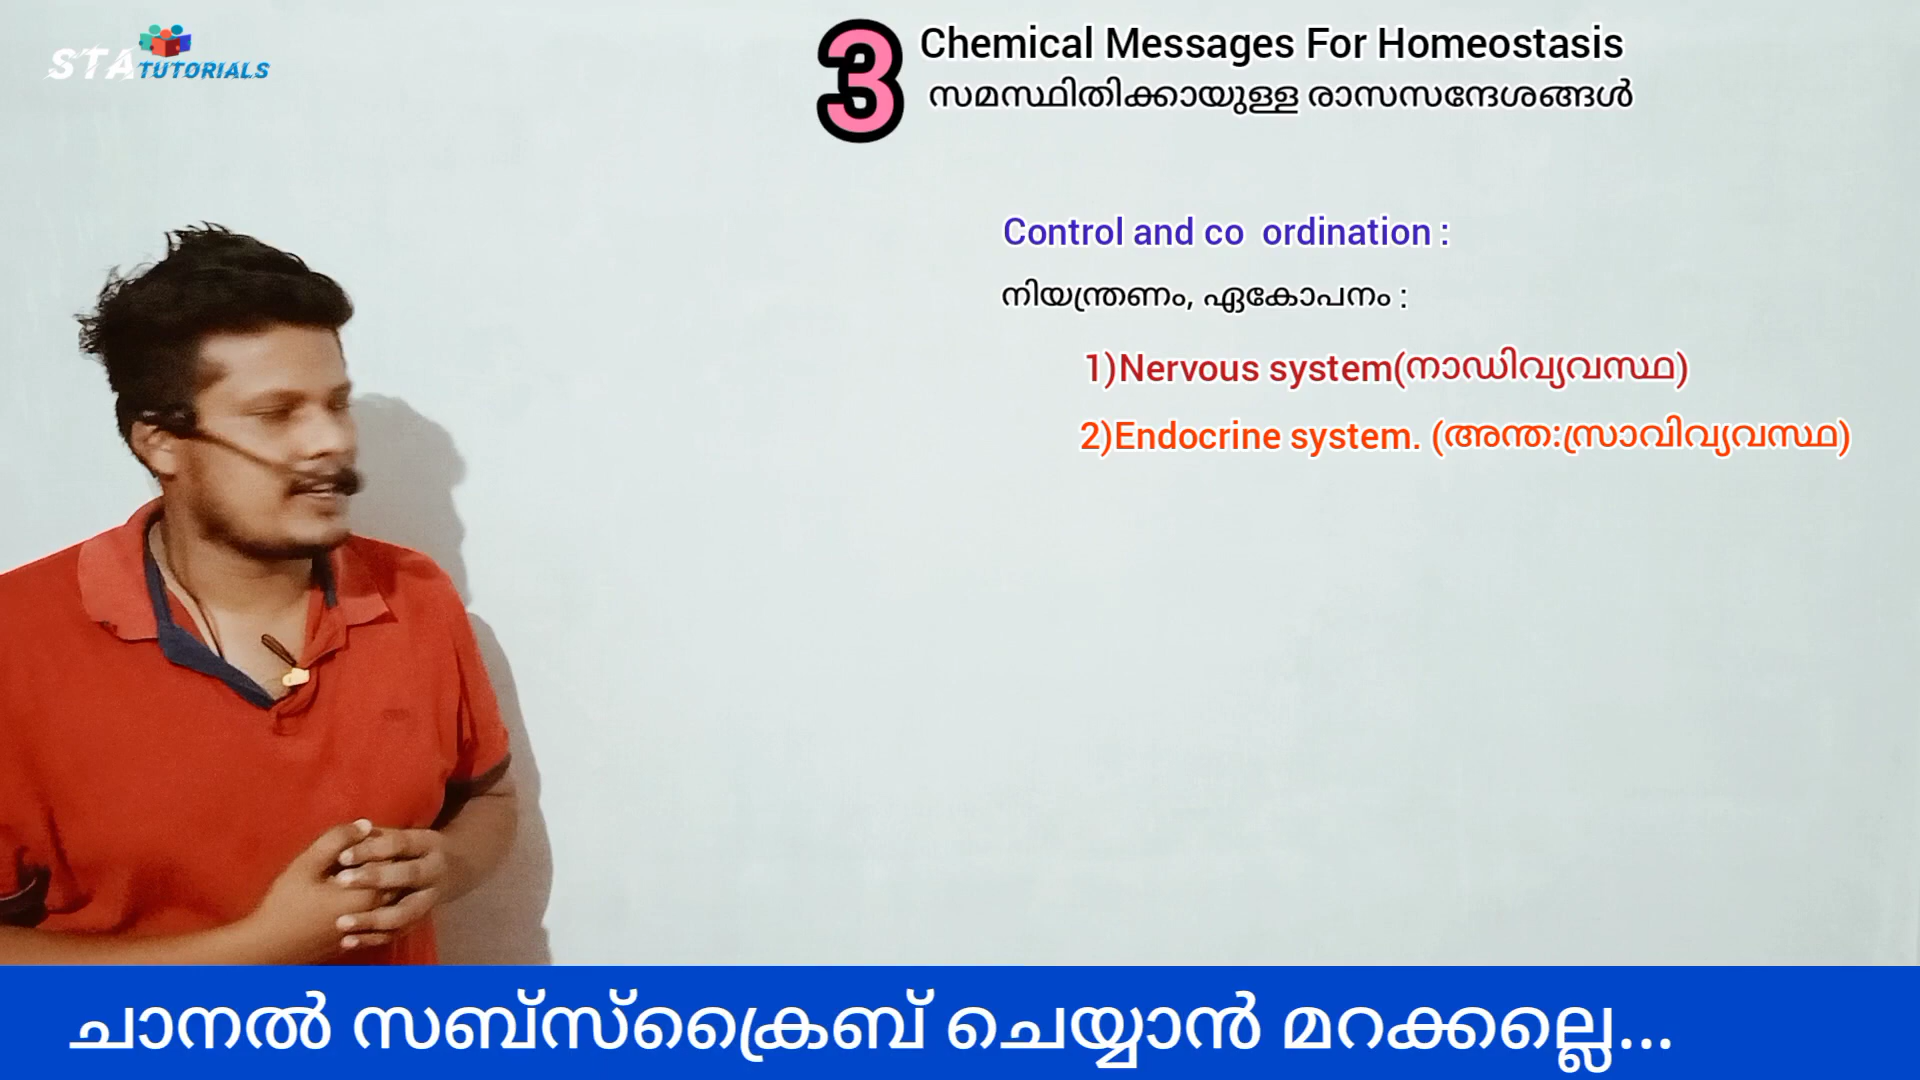 STA TUTORIALS
3 Chemical Messages For Homeostasis
സമസ്ഥിതിക്കായുള്ള രാസസന്ദേശങ്ങൾ
Control and co ordination :
നിയന്ത്രണം, ഏകോപനം :
1)Nervous system(നാഡിവ്യവസ്ഥ)
2)Endocrine system. (അന്ത:സ്രാവിവ്യവസ്ഥ)
ചാനൽ സബ്സ്ക്രൈബ് ചെയ്യാൻ മറക്കല്ലെ...